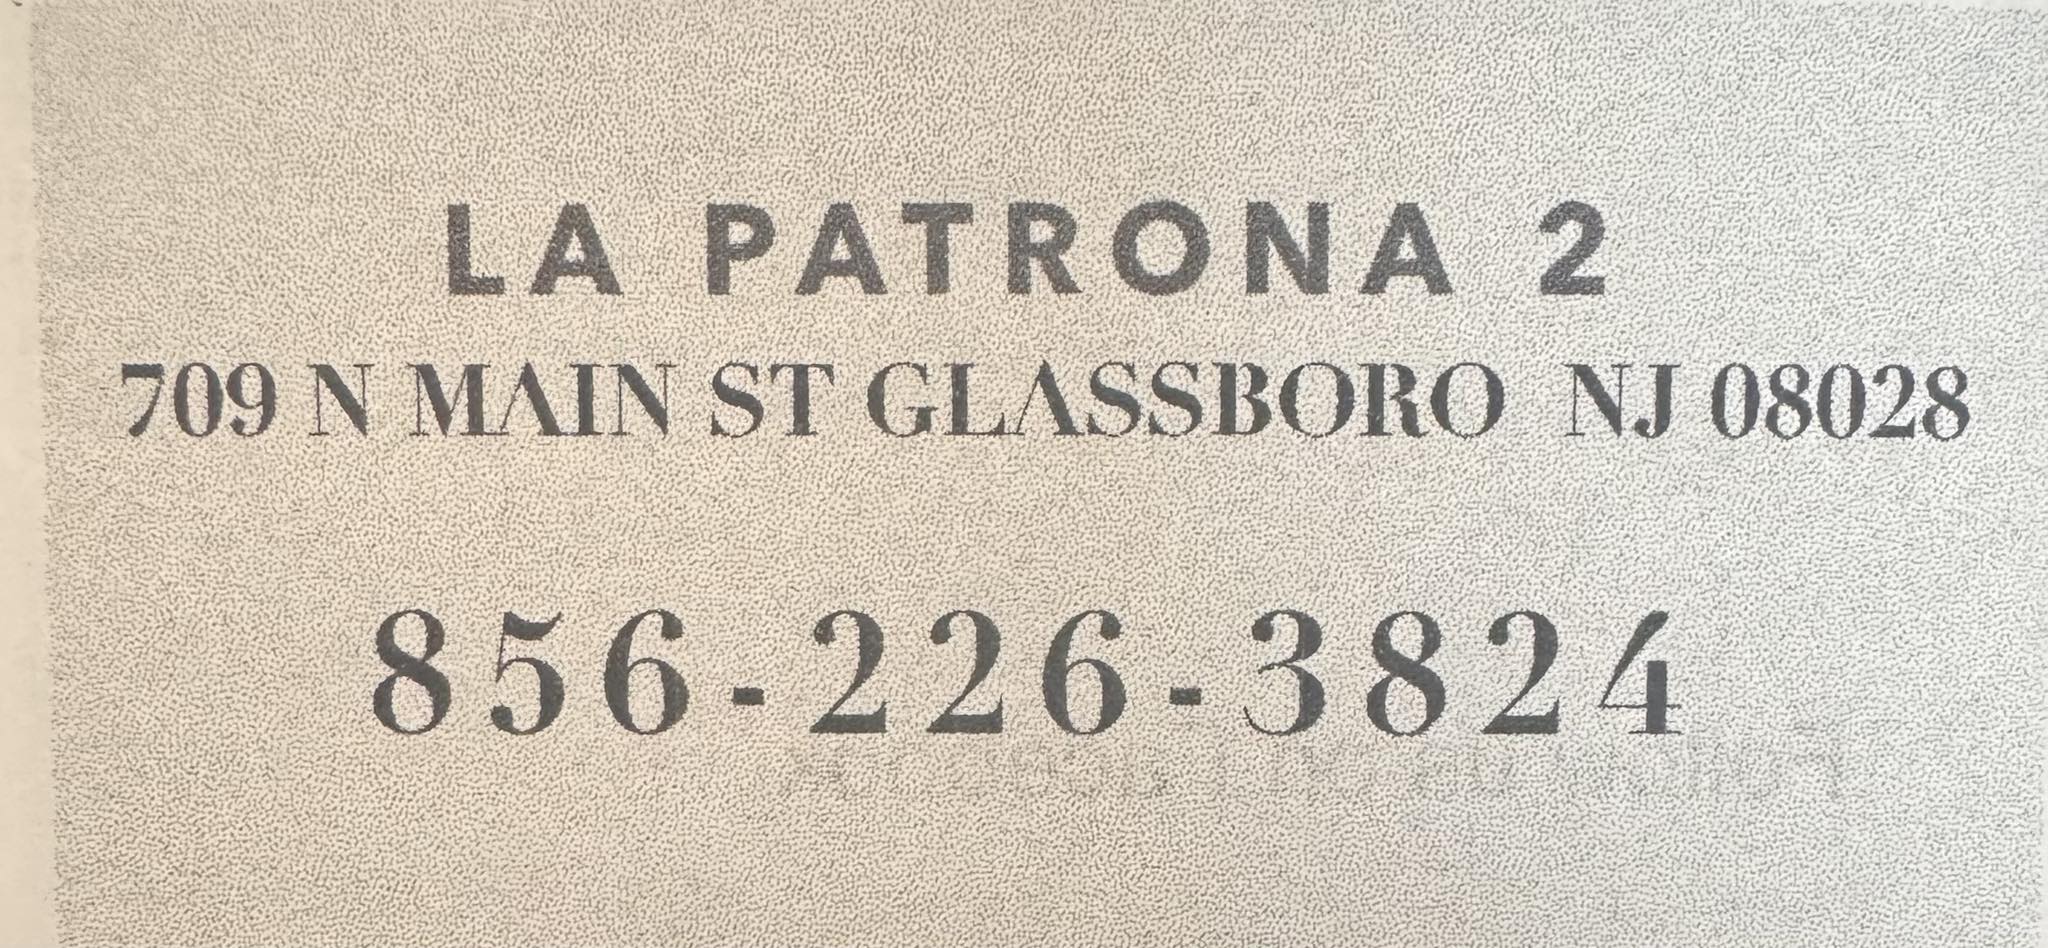 LA PATRONA 2
709 N MAIN ST GLASSBORO NJ 08028
856-226-3824